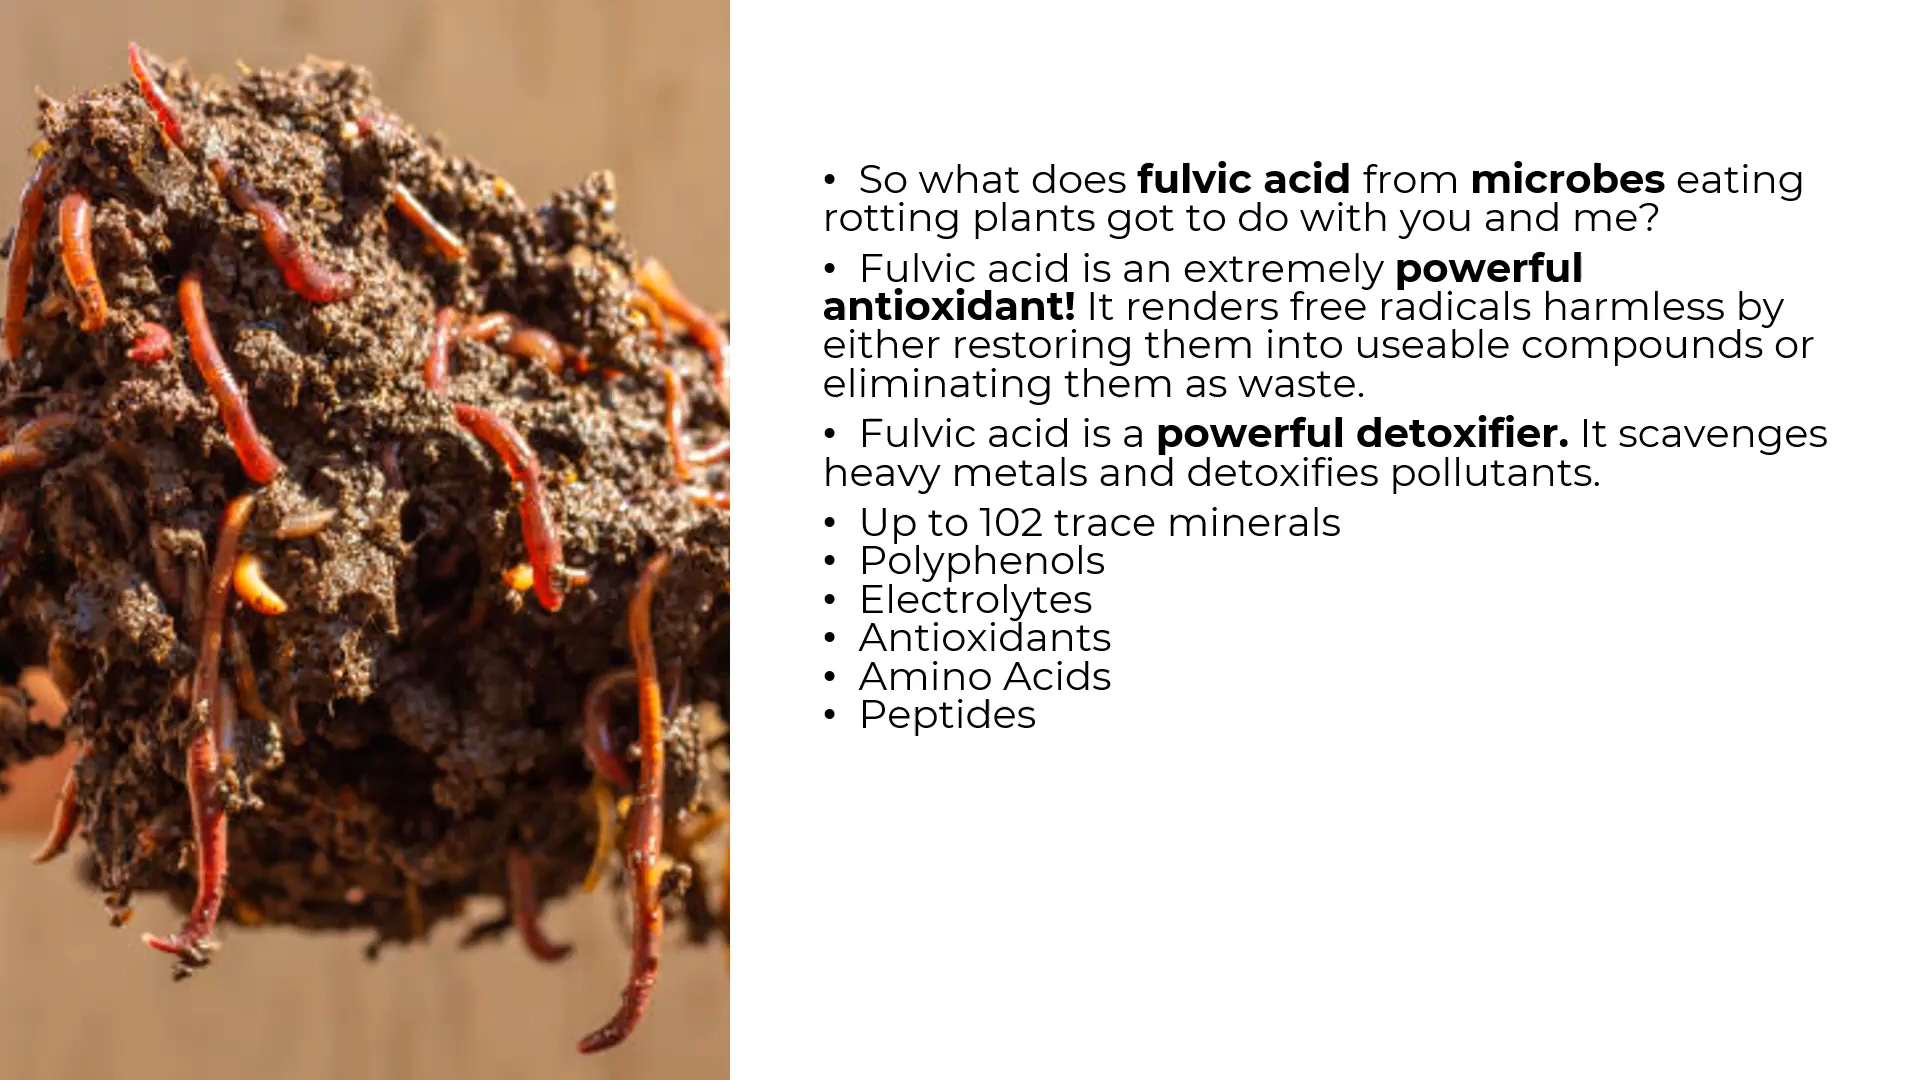 • So what does fulvic acid from microbes eating
rotting plants got to do with you and me?
• Fulvic acid is an extremely powerful
antioxidant! It renders free radicals harmless by
either restoring them into useable compounds or
eliminating them as waste.
• Fulvic acid is a powerful detoxifier. It scavenges
heavy metals and detoxifies pollutants.
• Up to 102 trace minerals
• Polyphenols
• Electrolytes
• Antioxidants
• Amino Acids
• Peptides